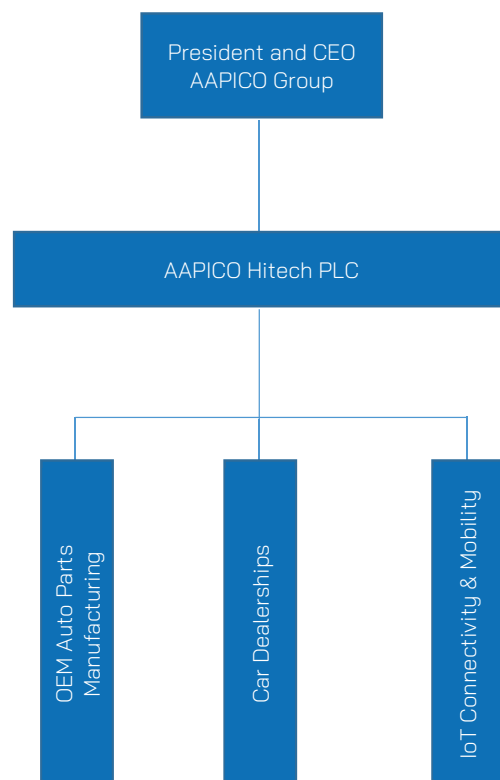 President and CEO
AAPICO Group
AAPICO Hitech PLC
OEM Auto Parts
Manufacturing
Car Dealerships
IoT Connectivity & Mobility